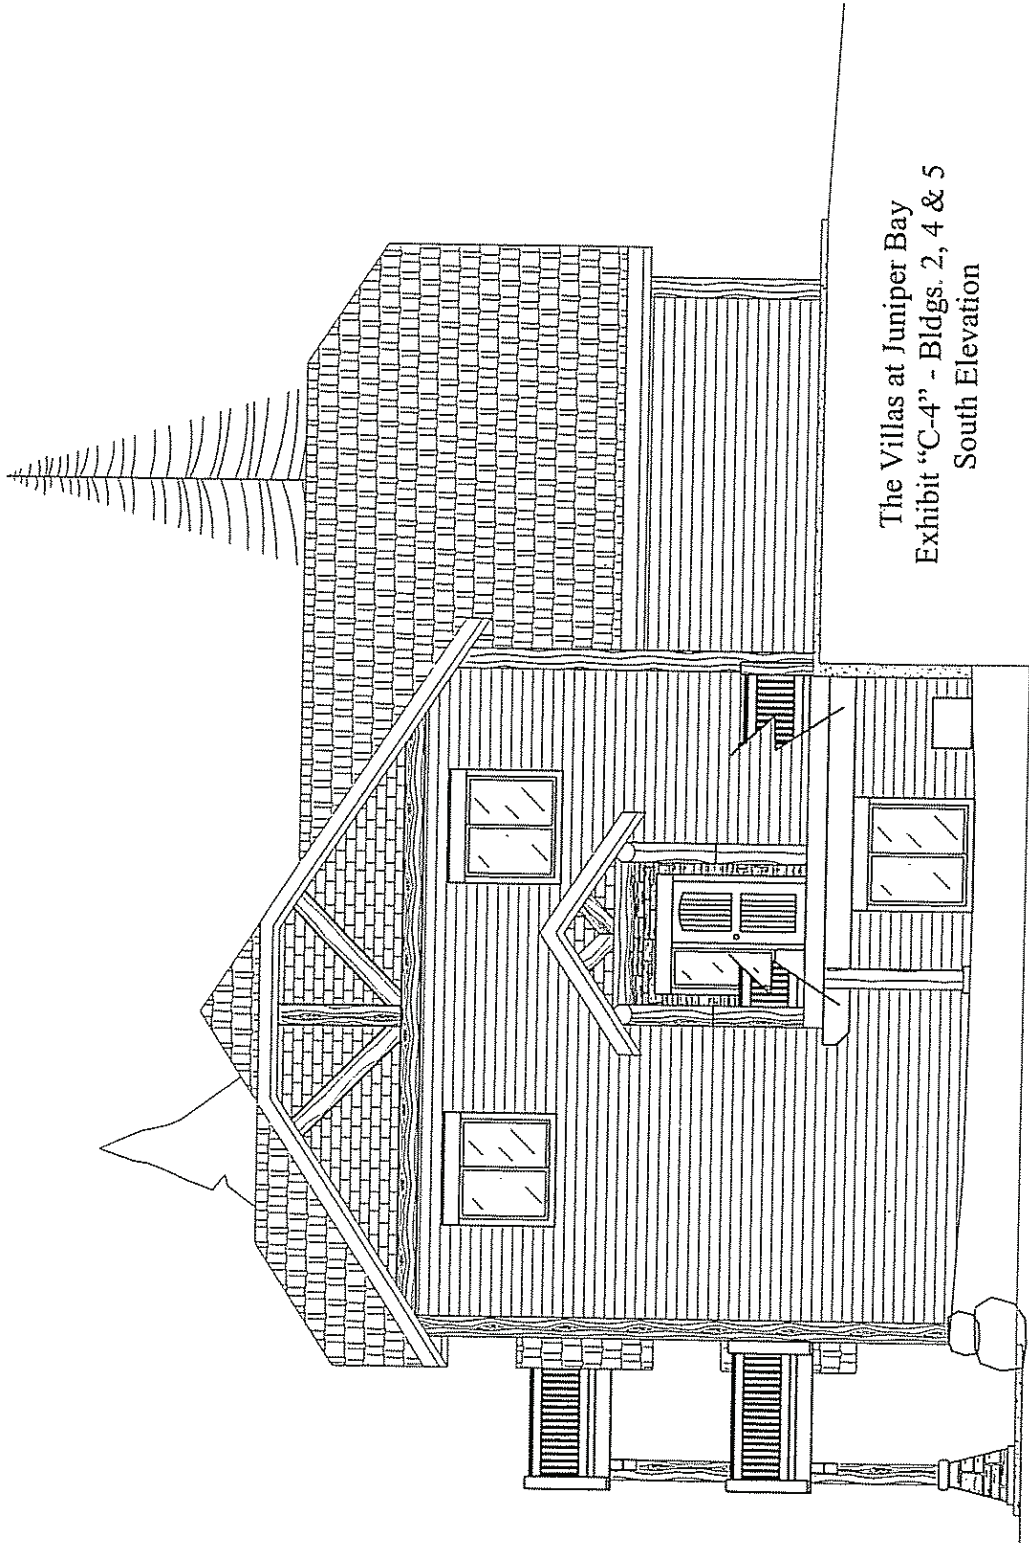 The Villas at Juniper Bay
Exhibit “C-4” - Bldgs. 2, 4 & 5
South Elevation